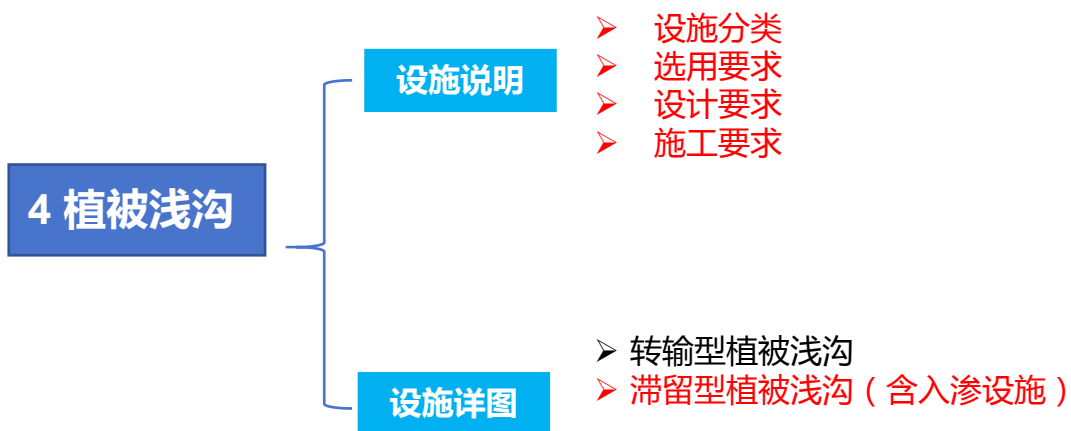 4 植被浅沟
设施说明
设施分类
选用要求
设计要求
施工要求
设施详图
转输型植被浅沟
滞留型植被浅沟（含入渗设施）